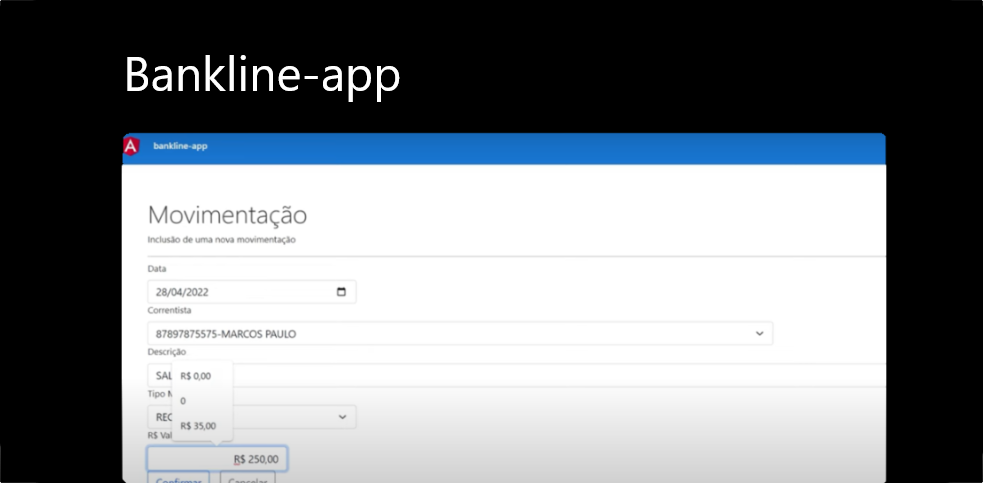 Bankline-app
A bankline-app
Movimentação
Inclusão de uma nova movimentação
Data
28/04/2022
Correntista
87897875575-MARCOS PAULO
Descrição
SAL
R$ 0,00
Tipo M
0
REC
R$ 35,00
R$ Val
R$ 250,00
Confirmar Cancelar